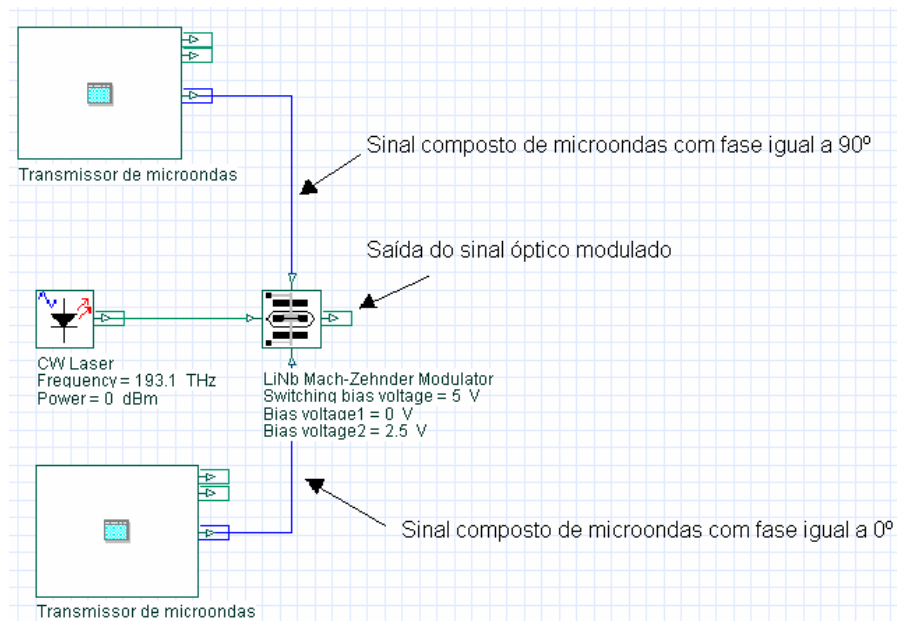 Sinal composto de microondas com fase igual a 90º
Transmissor de microondas
Saída do sinal óptico modulado
CW Laser
Frequency = 193.1 THz
Power = 0 dBm
LiNb Mach-Zehnder Modulator
Switching bias voltage = 5 V
Bias voltage1 = 0 V
Bias voltage2 = 2.5 V
Sinal composto de microondas com fase igual a 0º
Transmissor de microondas